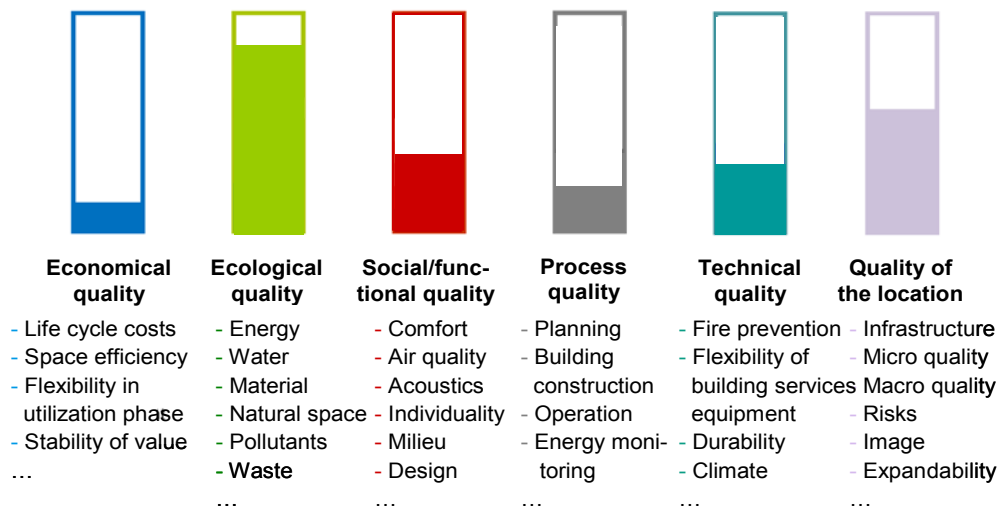 Economical
quality
- Life cycle costs
- Space efficiency
- Flexibility in
utilization phase
- Stability of value
...
Ecological
quality
- Energy
- Water
- Material
- Natural space
- Pollutants
- Waste
...
Social/func-
tional quality
- Comfort
- Air quality
- Acoustics
- Individuality
- Milieu
- Design
...
Process
quality
- Planning
- Building
construction
- Operation
- Energy moni-
toring
...
Technical
quality
- Fire prevention
- Flexibility of
building services
equipment
- Durability
- Climate
...
Quality of
the location
- Infrastructure
- Micro quality
- Macro quality
- Risks
- Image
- Expandability
...